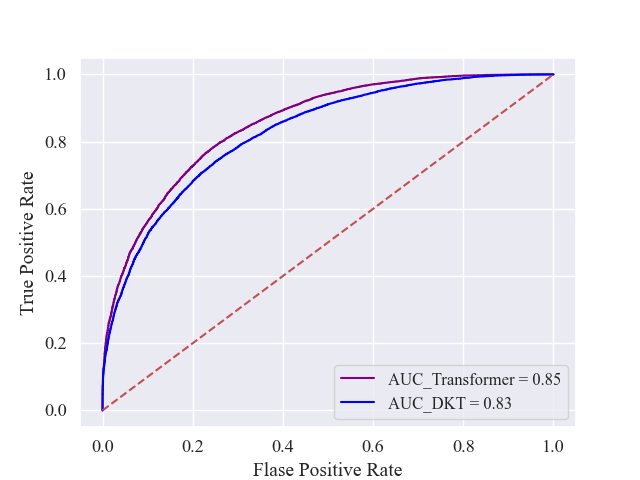 1.0
0.8
0.6
0.4
0.2
0.0
True Positive Rate
AUC_Transformer = 0.85
AUC_DKT = 0.83
0.0 0.2 0.4 0.6 0.8 1.0
Flase Positive Rate